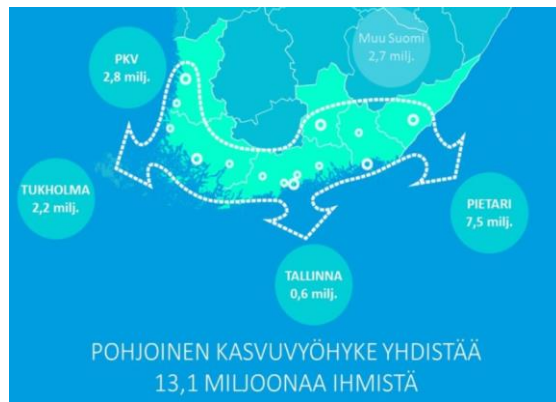 Muu Suomi
2,7 milj.
PKV
2,8 milj.
TUKHOLMA
2,2 milj.
PIETARI
7,5 milj.
TALLINNA
0,6 milj.
POHJOINEN KASVUVYÖHYKE YHDISTÄÄ
13,1 MILJOONAA IHMISTÄ